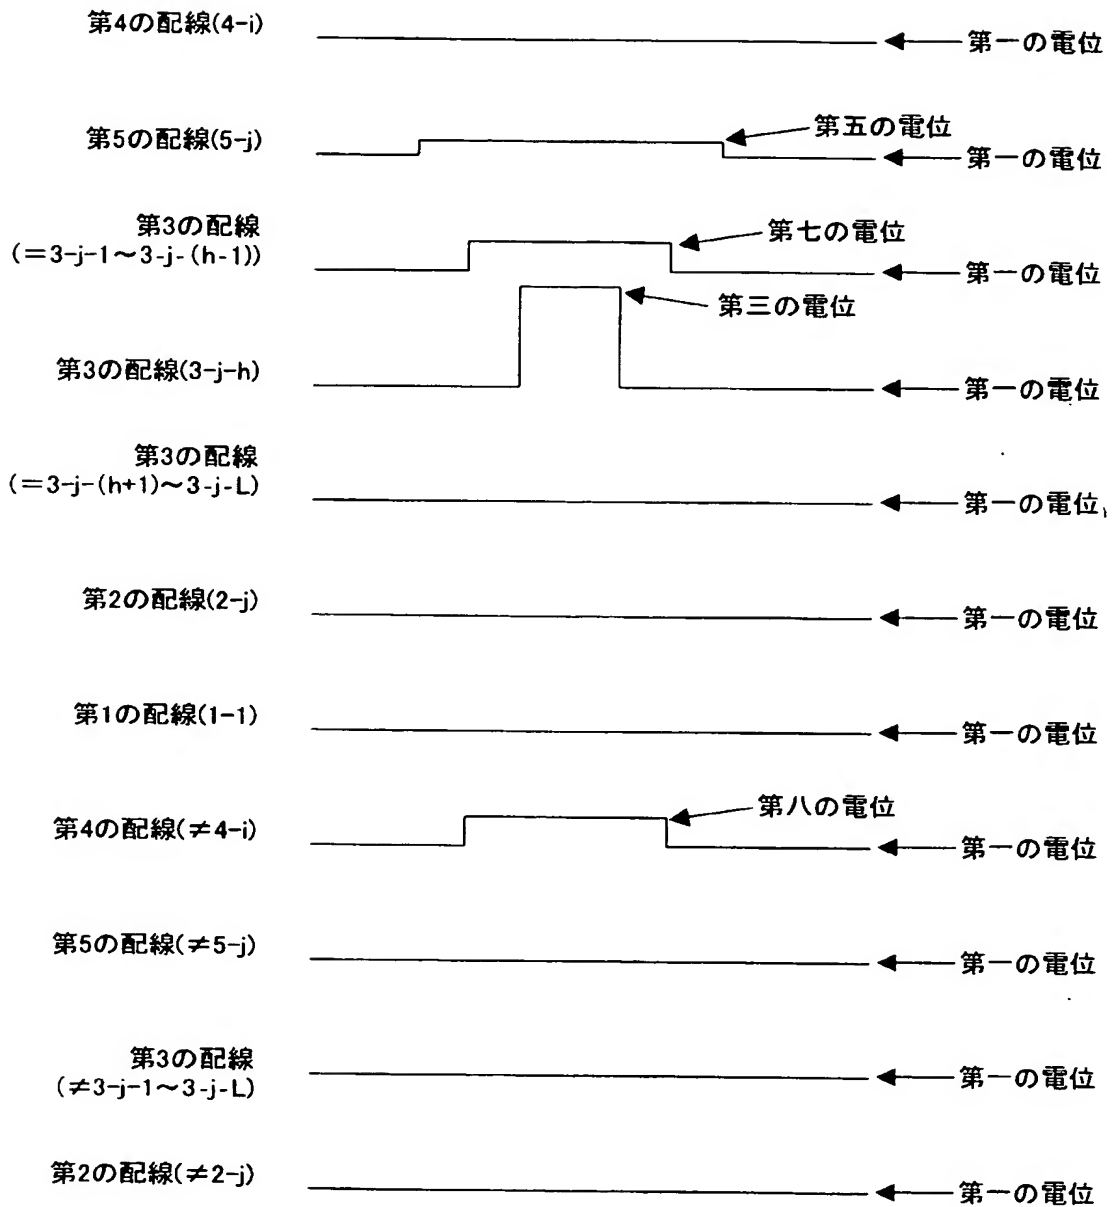 第4の配線(4-i)
第一の電位
第5の配線(5-j)
第五の電位
第一の電位
第3の配線
(=3-j-1～3-j-(h-1))
第七の電位
第一の電位
第三の電位
第3の配線(3-j-h)
第一の電位
第3の配線
(=3-j-(h+1)～3-j-L)
第一の電位
第2の配線(2-j)
第一の電位
第1の配線(1-1)
第一の電位
第4の配線(≠4-i)
第八の電位
第一の電位
第5の配線(≠5-j)
第一の電位
第3の配線
(≠3-j-1～3-j-L)
第一の電位
第2の配線(≠2-j)
第一の電位